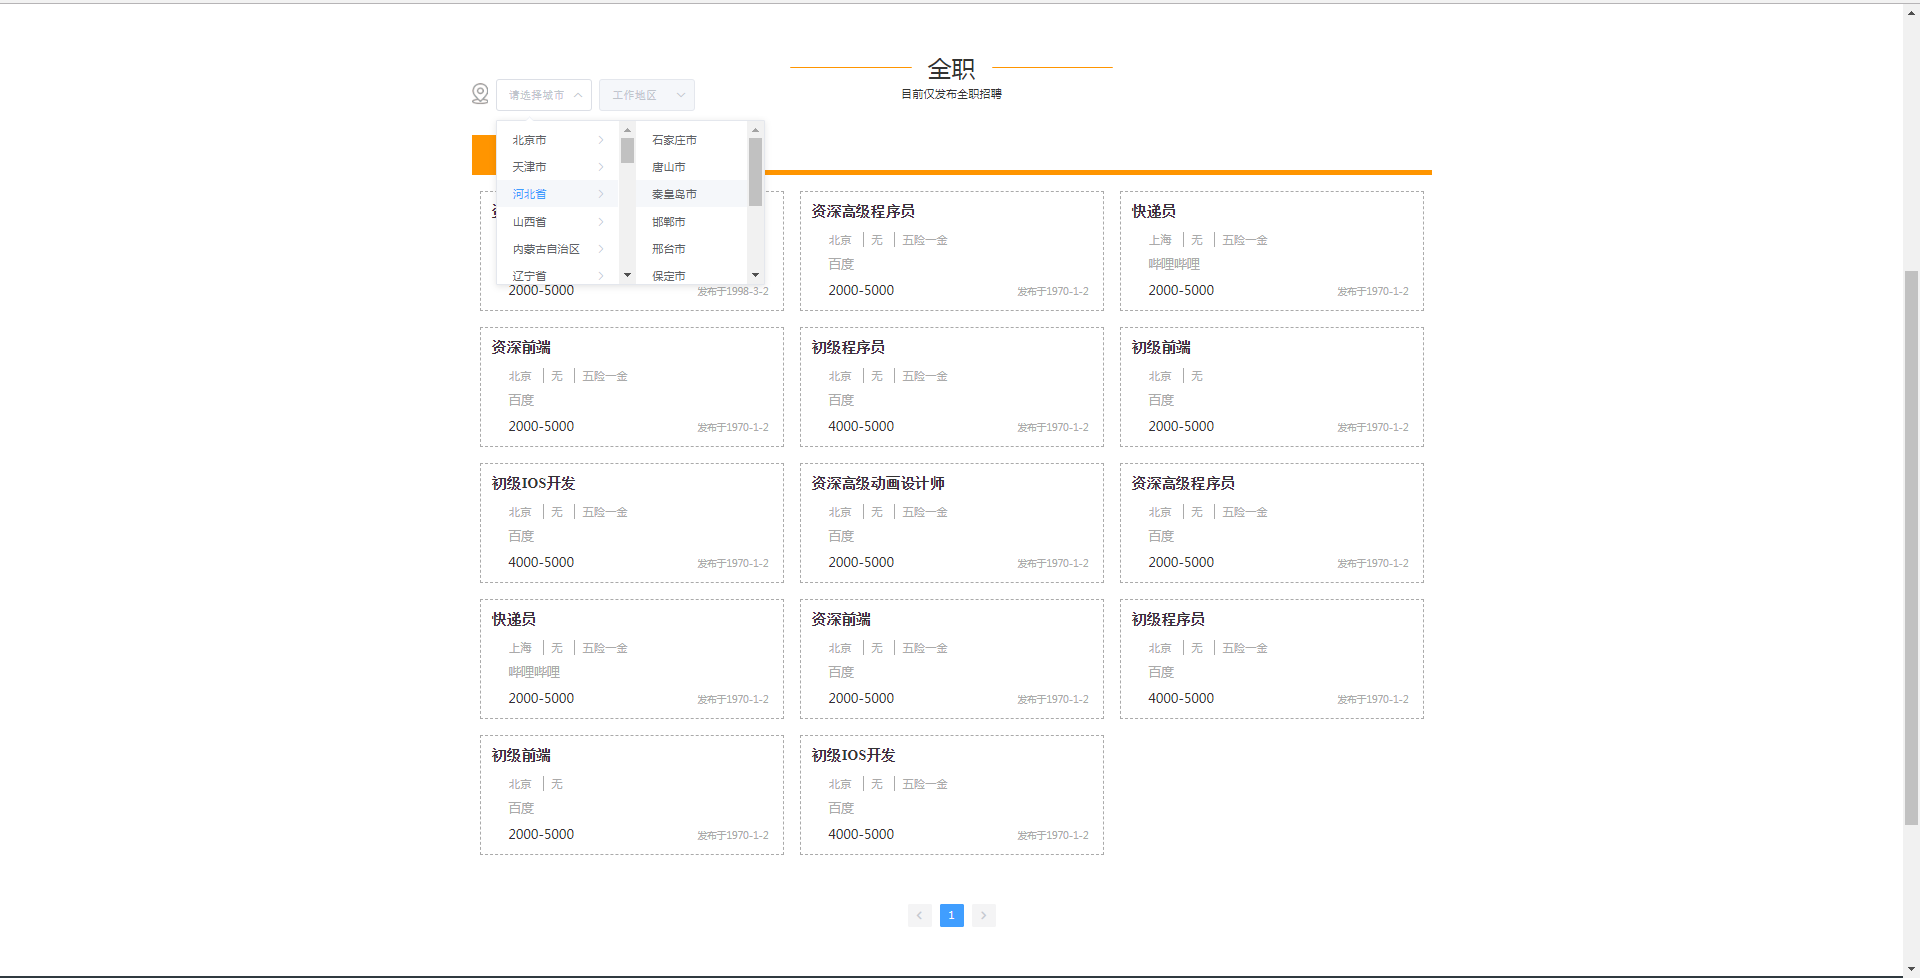 全职
目前仅发布全职招聘
请选择城市
工作地区
北京市
天津市
河北省
山西省
内蒙古自治区
辽宁省
石家庄市
唐山市
秦皇岛市
邯郸市
邢台市
保定市
2000-5000 发布于1998-3-2
资深高级程序员
北京 无 五险一金
百度
2000-5000 发布于1970-1-2
快递员
上海 无 五险一金
哔哩哔哩
2000-5000 发布于1970-1-2
资深前端
北京 无 五险一金
百度
2000-5000 发布于1970-1-2
初级程序员
北京 无 五险一金
百度
4000-5000 发布于1970-1-2
初级前端
北京 无
百度
2000-5000 发布于1970-1-2
初级IOS开发
北京 无 五险一金
百度
4000-5000 发布于1970-1-2
资深高级动画设计师
北京 无 五险一金
百度
2000-5000 发布于1970-1-2
资深高级程序员
北京 无 五险一金
百度
2000-5000 发布于1970-1-2
快递员
上海 无 五险一金
哔哩哔哩
2000-5000 发布于1970-1-2
资深前端
北京 无 五险一金
百度
2000-5000 发布于1970-1-2
初级程序员
北京 无 五险一金
百度
4000-5000 发布于1970-1-2
初级前端
北京 无
百度
2000-5000 发布于1970-1-2
初级IOS开发
北京 无 五险一金
百度
4000-5000 发布于1970-1-2
1